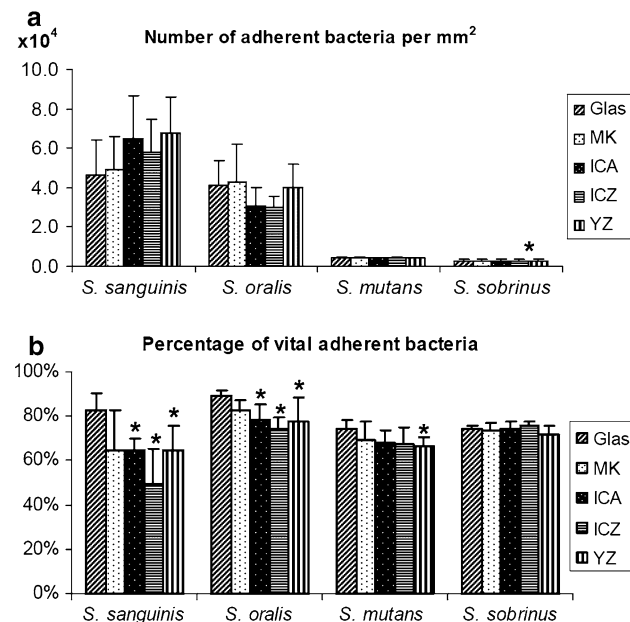 a
x10⁴
Number of adherent bacteria per mm²
10.0
8.0
6.0
4.0
2.0
0.0
*
S. sanguinis S. oralis S. mutans S. sobrinus
Glas
MK
ICA
ICZ
YZ
b
Percentage of vital adherent bacteria
100%
80%
60%
40%
20%
0%
* * * * * * *
S. sanguinis S. oralis S. mutans S. sobrinus
Glas
MK
ICA
ICZ
YZ